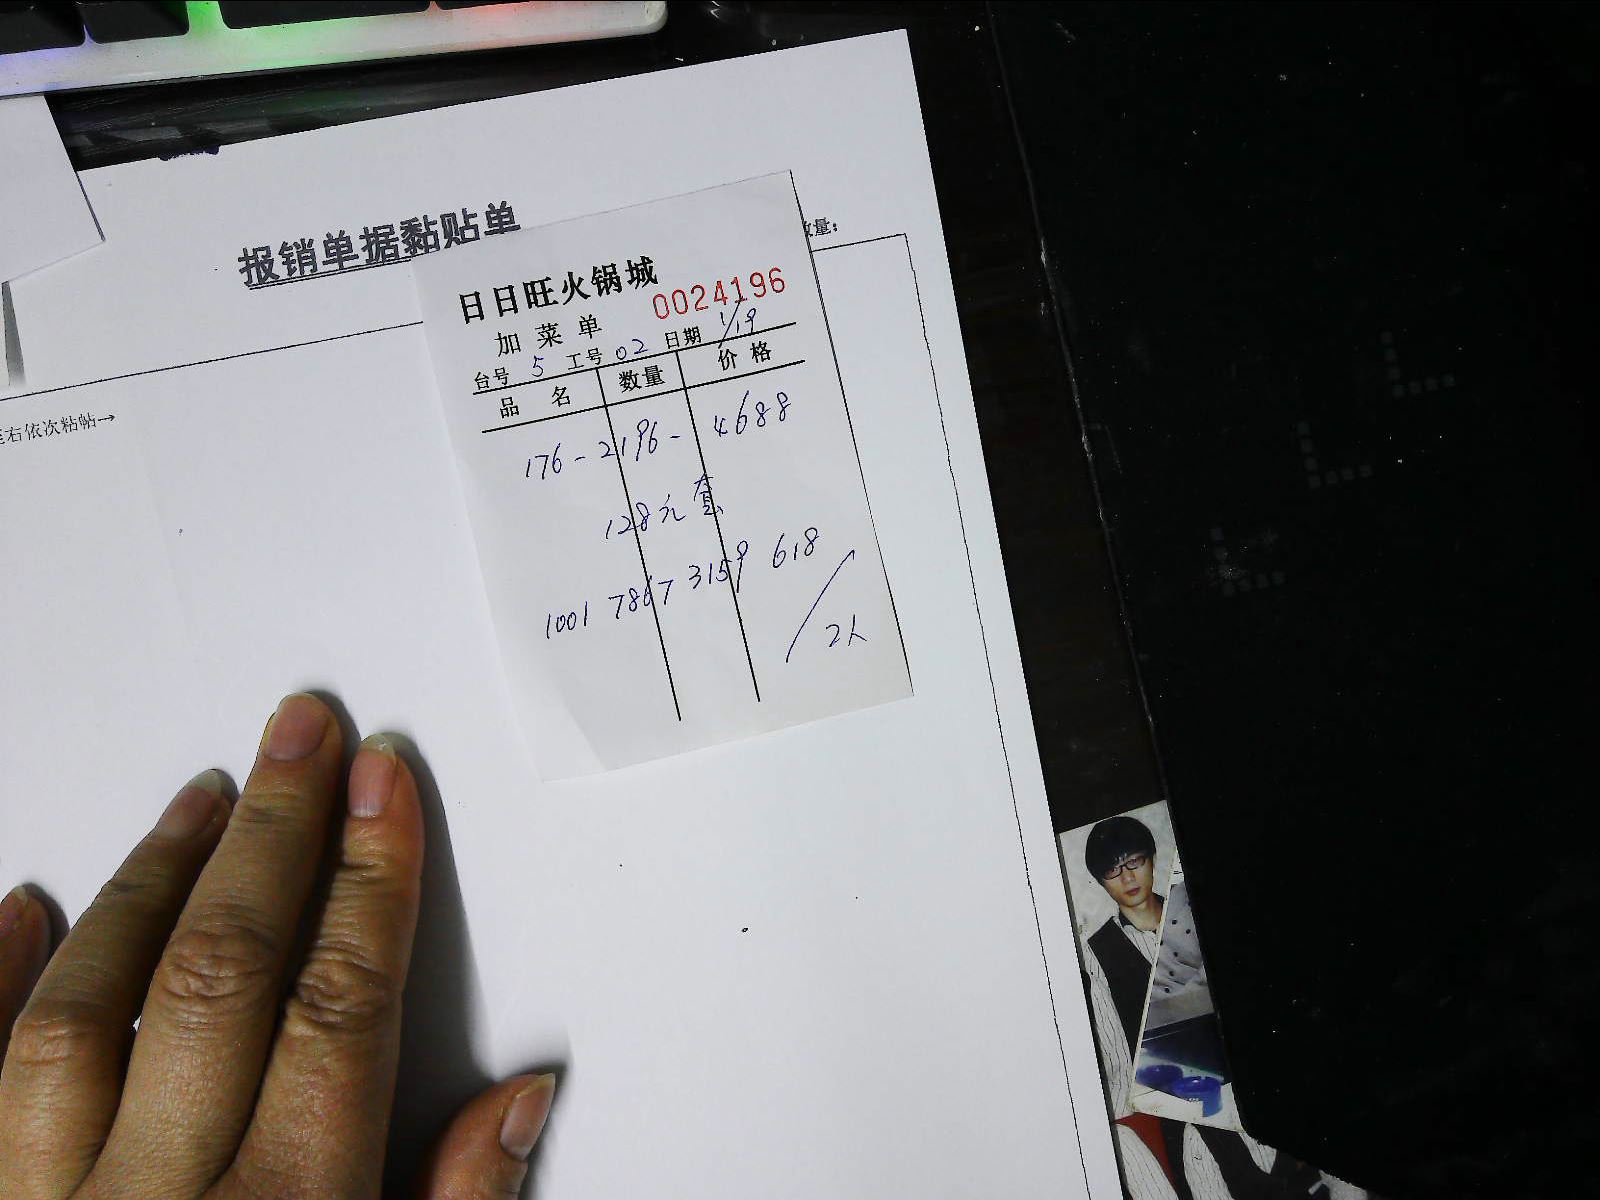 报销单据黏贴单
数量：
右依次粘帖→
日日旺火锅城
0024196
加菜单
台号 5 工号 02 日期 1/19
品名 数量 价格
176-2196-4688
128元套
1001 7867 3159 618
/2人